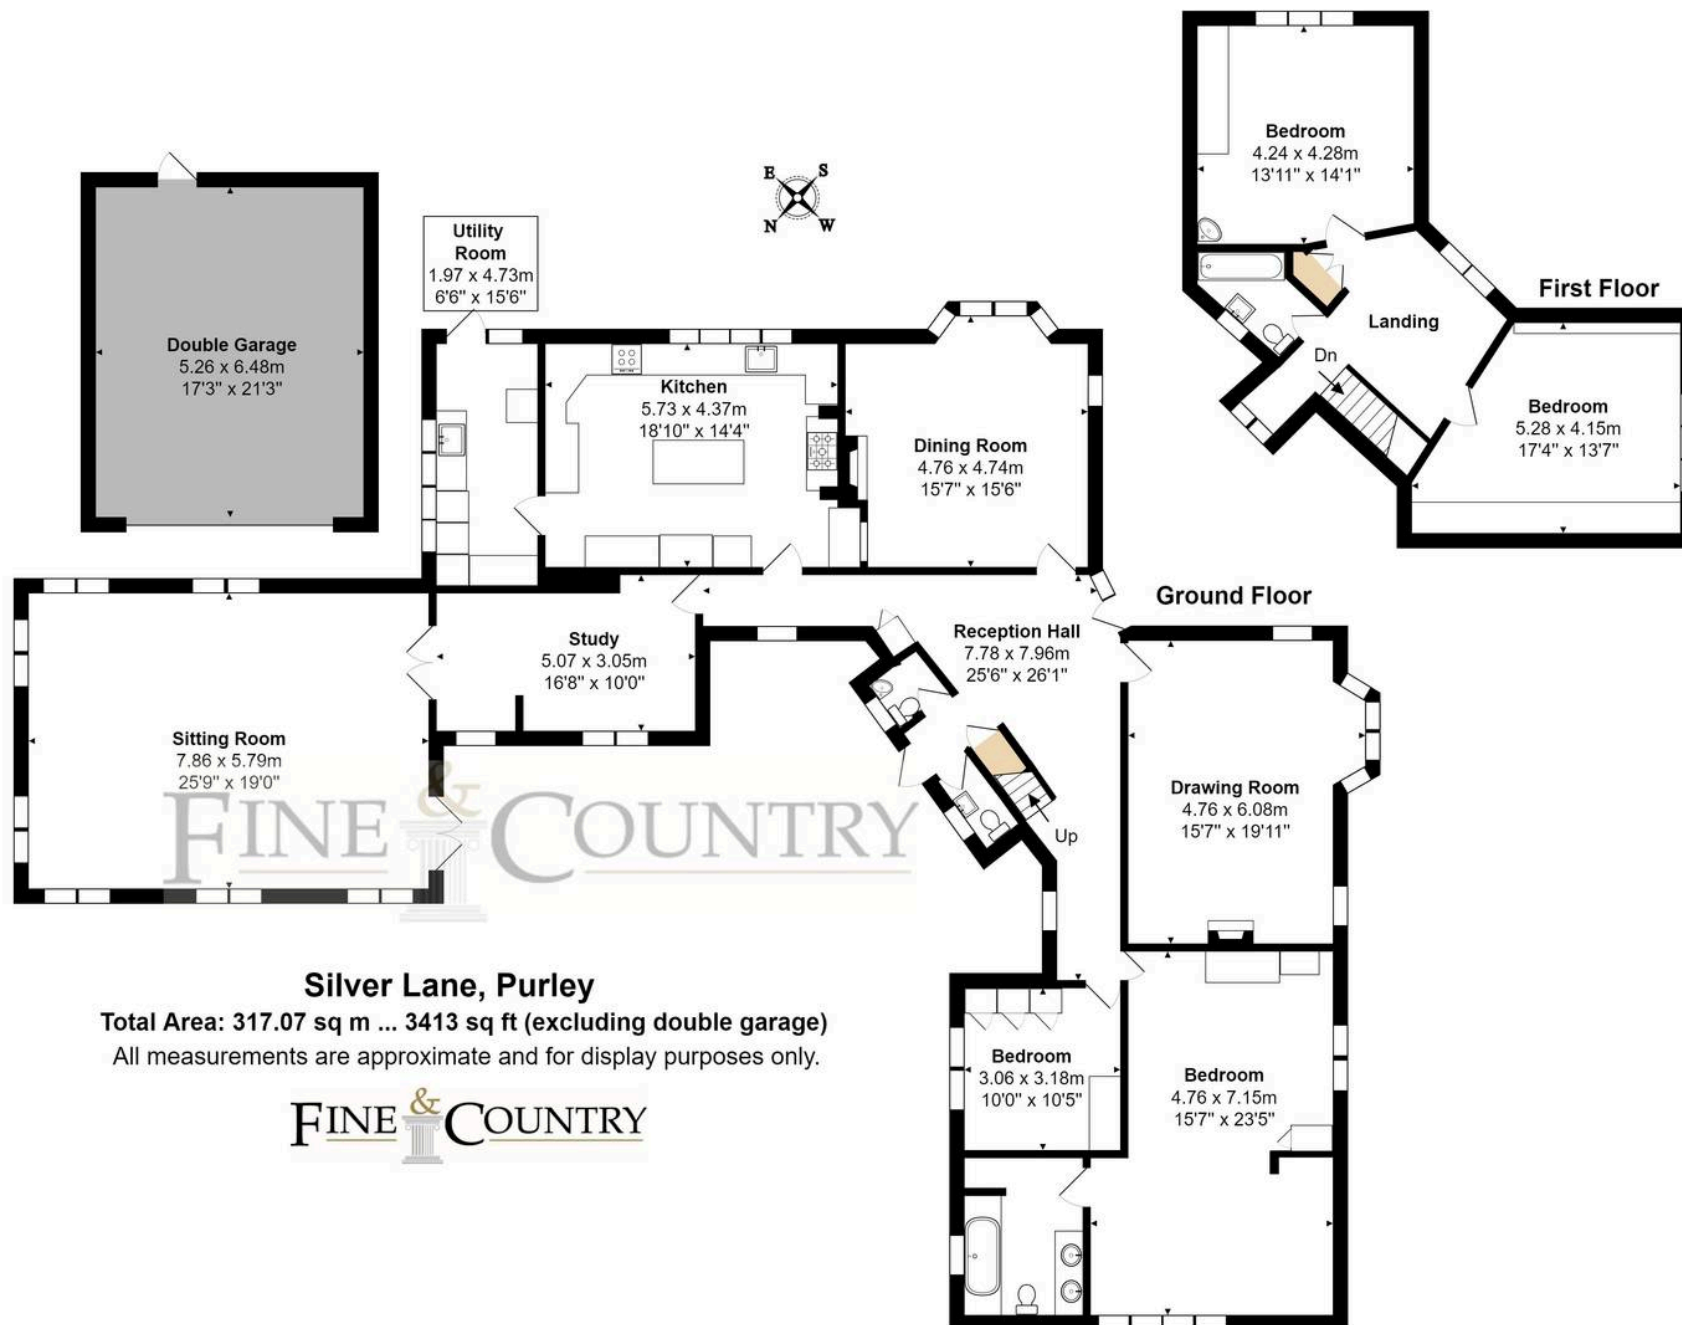 Bedroom
4.24 x 4.28m
13'11" x 14'1"
E
S
N
W
Utility
Room
1.97 x 4.73m
6'6" x 15'6"
First Floor
Landing
Dn
Double Garage
5.26 x 6.48m
17'3" x 21'3"
Kitchen
5.73 x 4.37m
18'10" x 14'4"
Dining Room
4.76 x 4.74m
15'7" x 15'6"
Bedroom
5.28 x 4.15m
17'4" x 13'7"
Ground Floor
Study
5.07 x 3.05m
16'8" x 10'0"
Reception Hall
7.78 x 7.96m
25'6" x 26'1"
Sitting Room
7.86 x 5.79m
25'9" x 19'0"
Drawing Room
4.76 x 6.08m
15'7" x 19'11"
Up
FINE & COUNTRY
Silver Lane, Purley
Total Area: 317.07 sq m ... 3413 sq ft (excluding double garage)
All measurements are approximate and for display purposes only.
FINE & COUNTRY
Bedroom
3.06 x 3.18m
10'0" x 10'5"
Bedroom
4.76 x 7.15m
15'7" x 23'5"